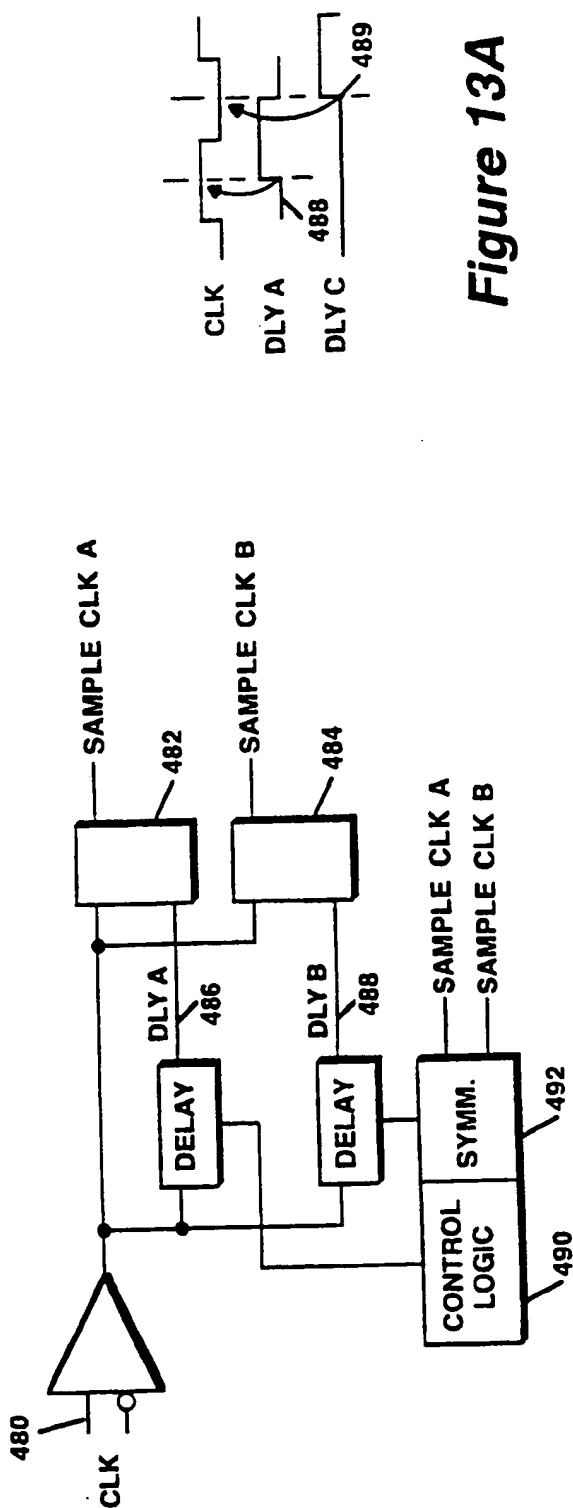 480
CLK
DELAY
DLY A
486
482
SAMPLE CLK A
DELAY
DLY B
488
484
SAMPLE CLK B
CONTROL
LOGIC
SYMM.
490
492
SAMPLE CLK A
SAMPLE CLK B
CLK
DLY A
488
DLY C
489
Figure 13A